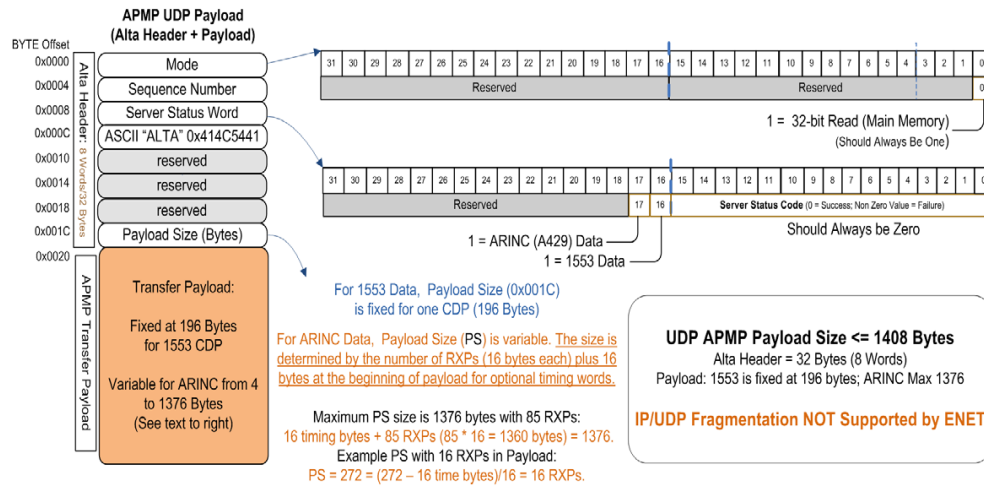 APMP UDP Payload
(Alta Header + Payload)
BYTE Offset
0x0000
0x0004
0x0008
0x000C
0x0010
0x0014
0x0018
0x001C
0x0020
Alta Header: 8 Words/32 Bytes
APMP Transfer Payload
Mode
Sequence Number
Server Status Word
ASCII “ALTA” 0x414C5441
reserved
reserved
reserved
Payload Size (Bytes)
Transfer Payload:
Fixed at 196 Bytes
for 1553 CDP
Variable for ARINC from 4
to 1376 Bytes
(See text to right)
31 30 29 28 27 26 25 24 23 22 21 20 19 18 17 16 15 14 13 12 11 10 9 8 7 6 5 4 3 2 1 0
Reserved Reserved 0
1 = 32-bit Read (Main Memory)
(Should Always Be One)
31 30 29 28 27 26 25 24 23 22 21 20 19 18 17 16 15 14 13 12 11 10 9 8 7 6 5 4 3 2 1 0
Reserved 17 16 Server Status Code (0 = Success; Non Zero Value = Failure)
Should Always be Zero
1 = ARINC (A429) Data
1 = 1553 Data
For 1553 Data, Payload Size (0x001C)
is fixed for one CDP (196 Bytes)
For ARINC Data, Payload Size (PS) is variable. The size is
determined by the number of RXPs (16 bytes each) plus 16
bytes at the beginning of payload for optional timing words.
Maximum PS size is 1376 bytes with 85 RXPs:
16 timing bytes + 85 RXPs (85 * 16 = 1360 bytes) = 1376.
Example PS with 16 RXPs in Payload:
PS = 272 = (272 – 16 time bytes)/16 = 16 RXPs.
UDP APMP Payload Size <= 1408 Bytes
Alta Header = 32 Bytes (8 Words)
Payload: 1553 is fixed at 196 bytes; ARINC Max 1376
IP/UDP Fragmentation NOT Supported by ENET